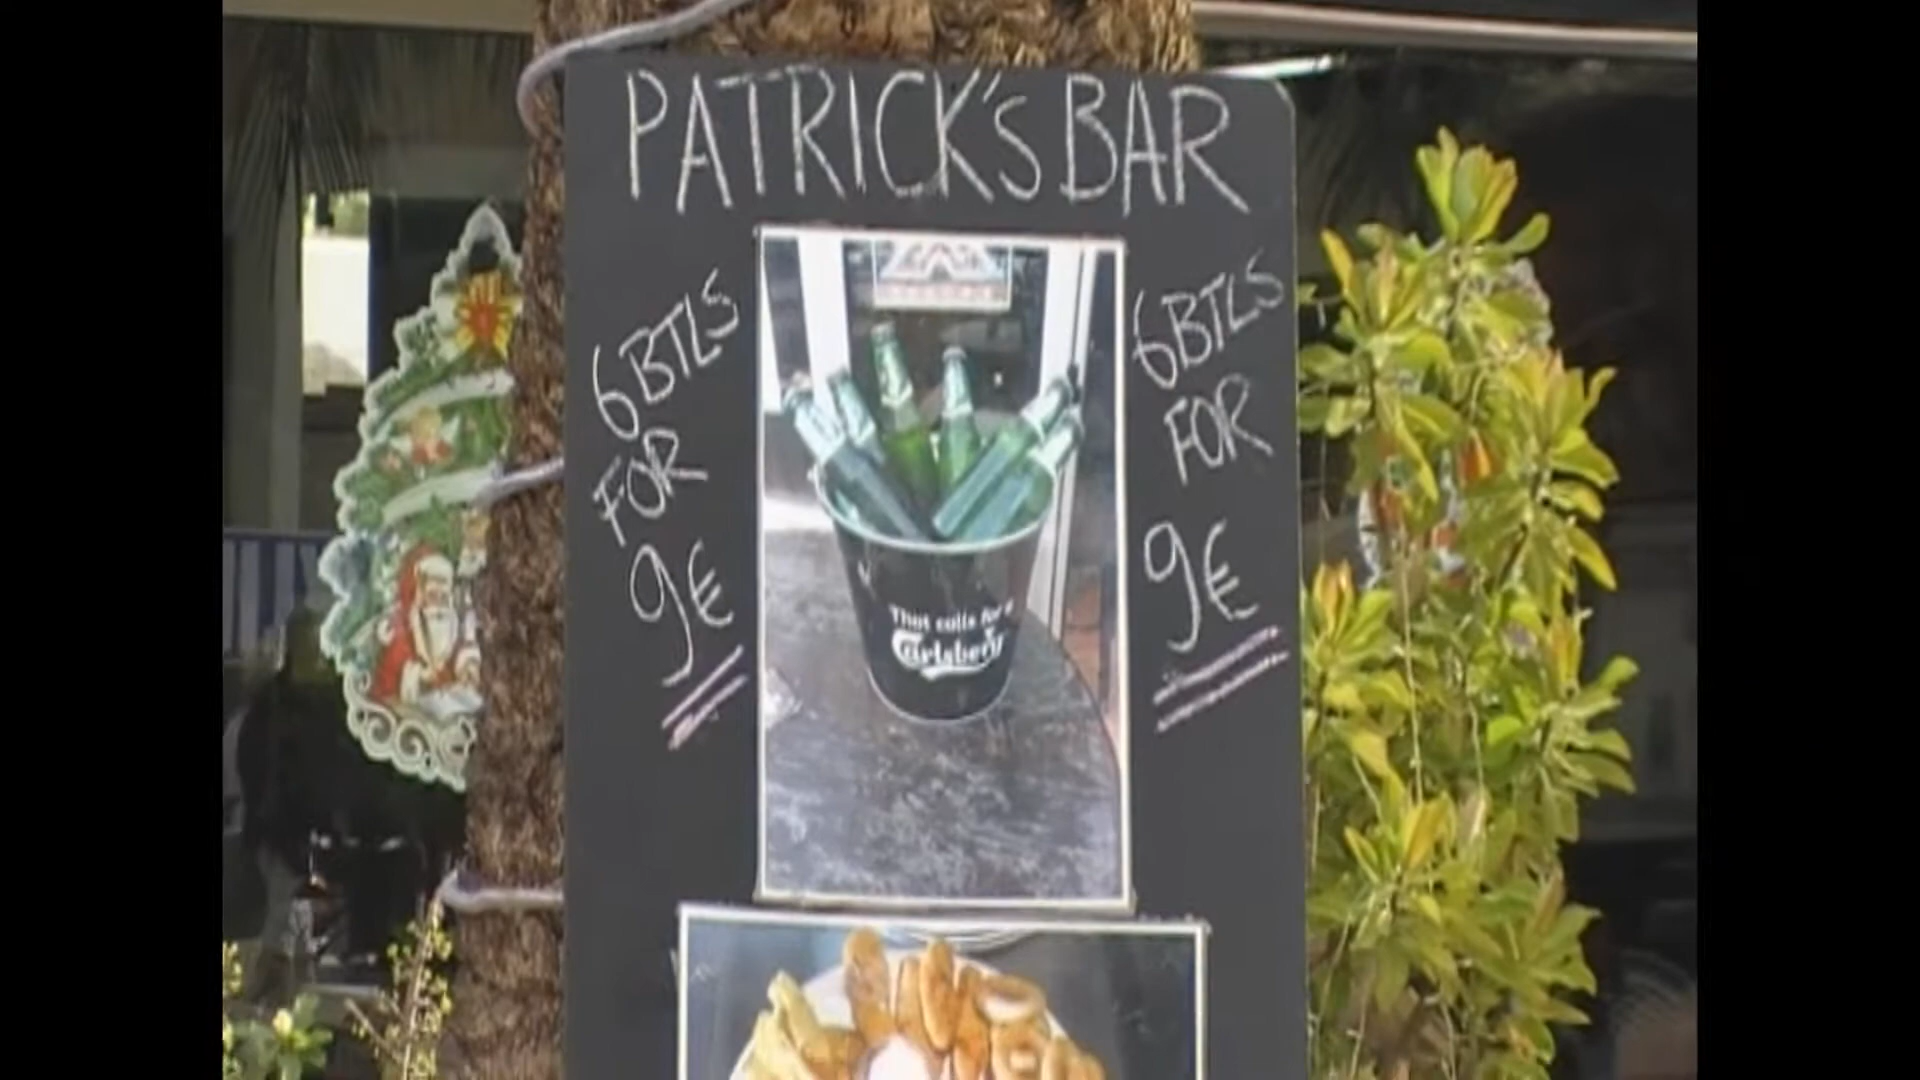 PATRICK'S BAR
6 BTLS
FOR
9€
6 BTLS
FOR
9€
That calls for a
Carlsberg